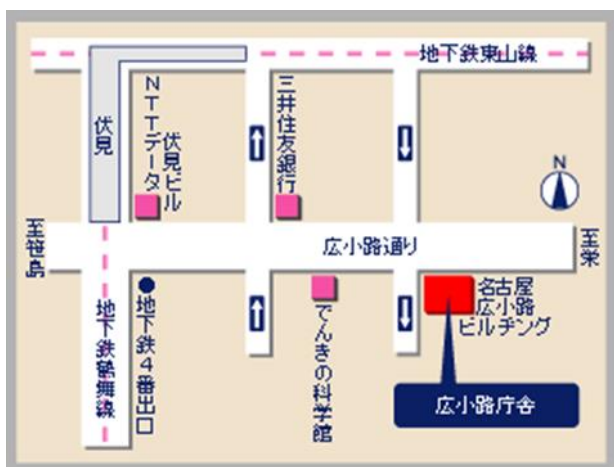 地下鉄東山線
伏見
NTTデータ
伏見ビル
三井住友銀行
N
至笹島
広小路通り
至栄
地下鉄鶴舞線
地下鉄4番出口
でんきの科学館
名古屋
広小路
ビルヂング
広小路庁舎